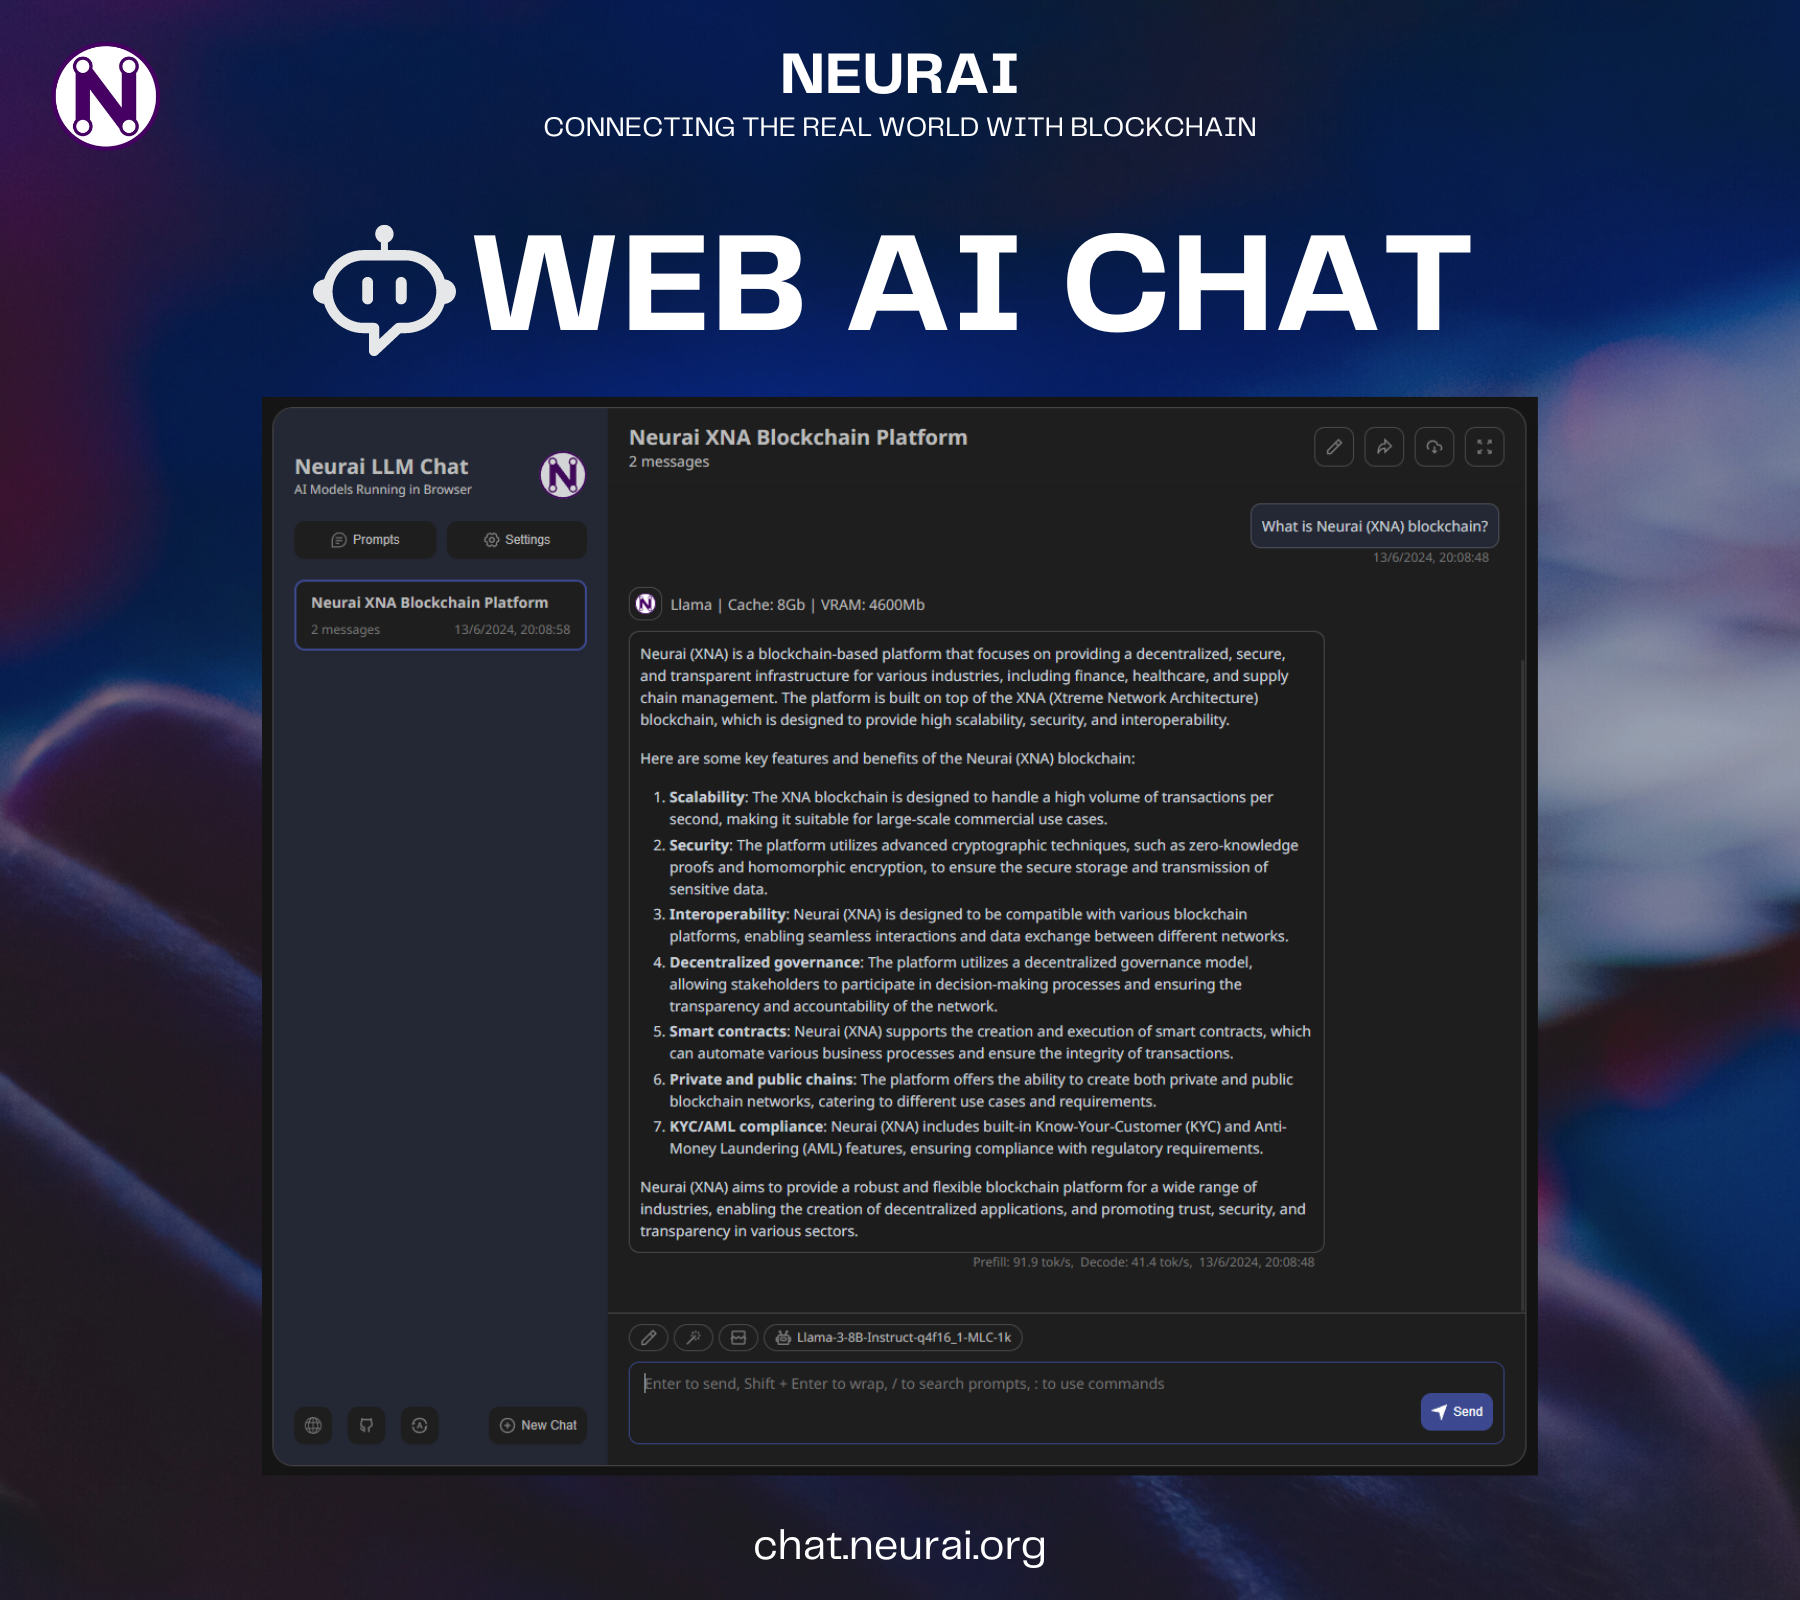 NEURAI
CONNECTING THE REAL WORLD WITH BLOCKCHAIN
WEB AI CHAT
Neurai LLM Chat
AI Models Running in Browser
Prompts
Settings
Neurai XNA Blockchain Platform
2 messages
13/6/2024, 20:08:58
New Chat
Neurai XNA Blockchain Platform
2 messages
What is Neurai (XNA) blockchain?
13/6/2024, 20:08:48
Llama | Cache: 8Gb | VRAM: 4600Mb
Neurai (XNA) is a blockchain-based platform that focuses on providing a decentralized, secure,
and transparent infrastructure for various industries, including finance, healthcare, and supply
chain management. The platform is built on top of the XNA (Xtreme Network Architecture)
blockchain, which is designed to provide high scalability, security, and interoperability.
Here are some key features and benefits of the Neurai (XNA) blockchain:
1. Scalability: The XNA blockchain is designed to handle a high volume of transactions per
second, making it suitable for large-scale commercial use cases.
2. Security: The platform utilizes advanced cryptographic techniques, such as zero-knowledge
proofs and homomorphic encryption, to ensure the secure storage and transmission of
sensitive data.
3. Interoperability: Neurai (XNA) is designed to be compatible with various blockchain
platforms, enabling seamless interactions and data exchange between different networks.
4. Decentralized governance: The platform utilizes a decentralized governance model,
allowing stakeholders to participate in decision-making processes and ensuring the
transparency and accountability of the network.
5. Smart contracts: Neurai (XNA) supports the creation and execution of smart contracts, which
can automate various business processes and ensure the integrity of transactions.
6. Private and public chains: The platform offers the ability to create both private and public
blockchain networks, catering to different use cases and requirements.
7. KYC/AML compliance: Neurai (XNA) includes built-in Know-Your-Customer (KYC) and Anti-
Money Laundering (AML) features, ensuring compliance with regulatory requirements.
Neurai (XNA) aims to provide a robust and flexible blockchain platform for a wide range of
industries, enabling the creation of decentralized applications, and promoting trust, security, and
transparency in various sectors.
Prefill: 91.9 tok/s, Decode: 41.4 tok/s, 13/6/2024, 20:08:48
Llama-3-8B-Instruct-q4f16_1-MLC-1k
Enter to send, Shift + Enter to wrap, / to search prompts, : to use commands
Send
chat.neurai.org